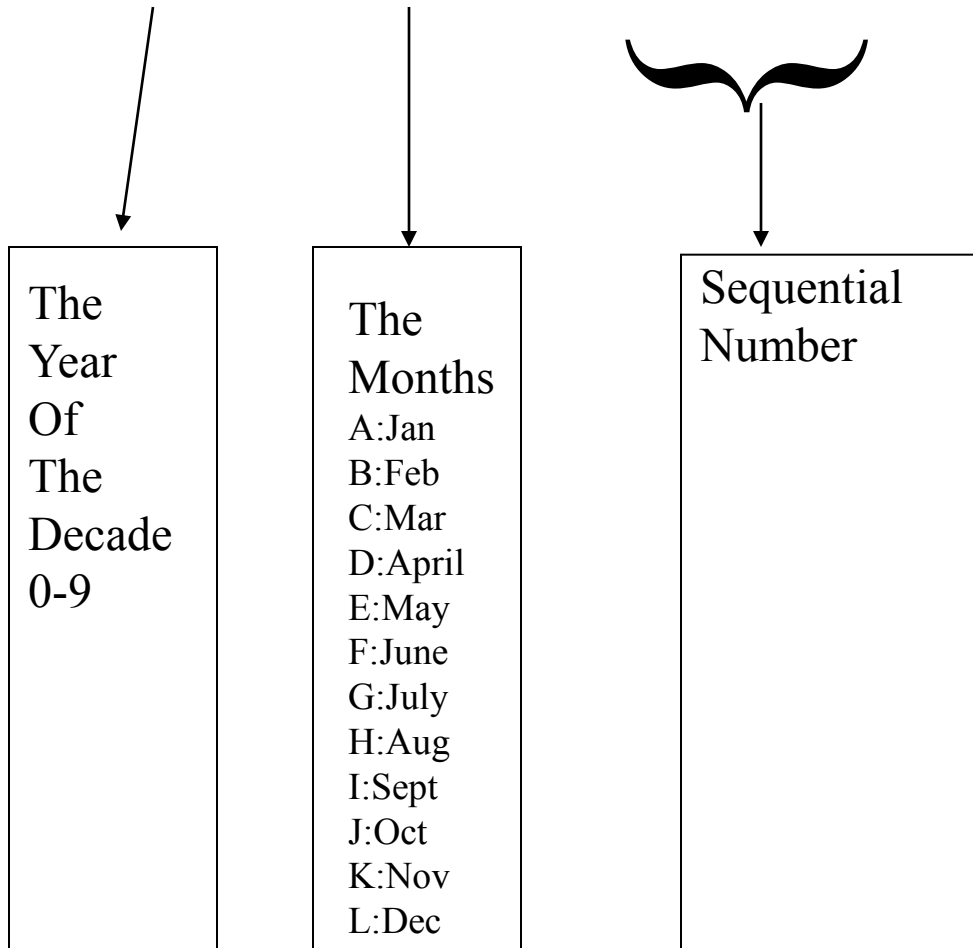 The
Year
Of
The
Decade
0-9
The
Months
A:Jan
B:Feb
C:Mar
D:April
E:May
F:June
G:July
H:Aug
I:Sept
J:Oct
K:Nov
L:Dec
Sequential
Number